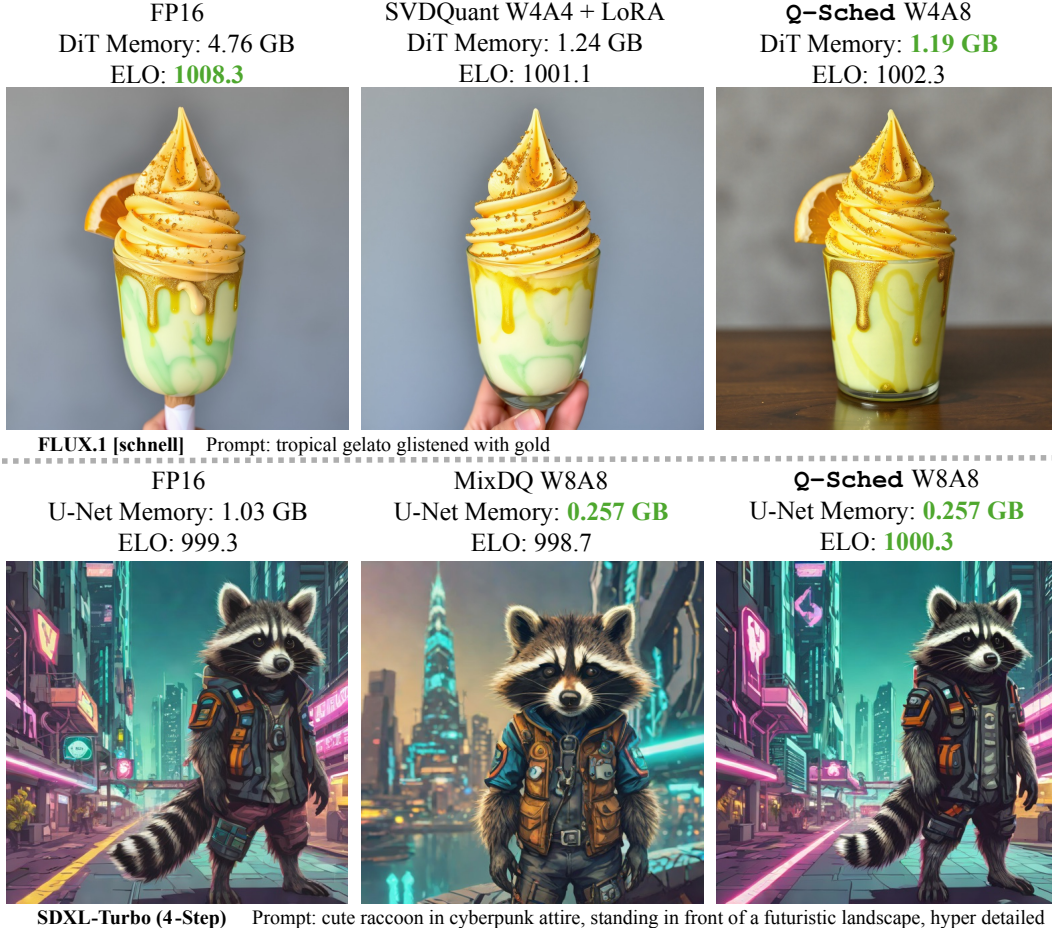 FP16
DiT Memory: 4.76 GB
ELO: 1008.3
SVDQuant W4A4 + LoRA
DiT Memory: 1.24 GB
ELO: 1001.1
Q-Sched W4A8
DiT Memory: 1.19 GB
ELO: 1002.3
FLUX.1 [schnell] Prompt: tropical gelato glistened with gold
FP16
U-Net Memory: 1.03 GB
ELO: 999.3
MixDQ W8A8
U-Net Memory: 0.257 GB
ELO: 998.7
Q-Sched W8A8
U-Net Memory: 0.257 GB
ELO: 1000.3
SDXL-Turbo (4-Step) Prompt: cute raccoon in cyberpunk attire, standing in front of a futuristic landscape, hyper detailed